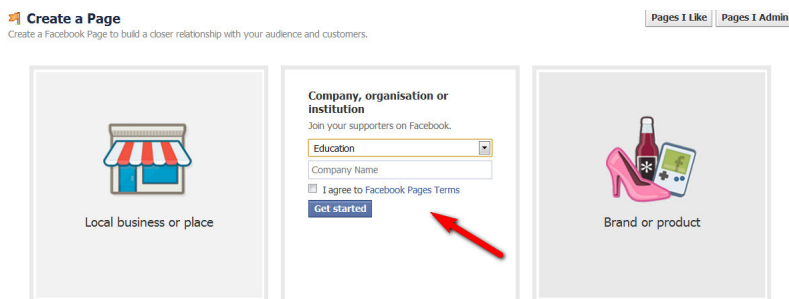 Create a Page
Pages I Like
Pages I Admin
Create a Facebook Page to build a closer relationship with your audience and customers.
Local business or place
Company, organisation or
institution
Join your supporters on Facebook.
Education
Company Name
I agree to Facebook Pages Terms
Get started
Brand or product